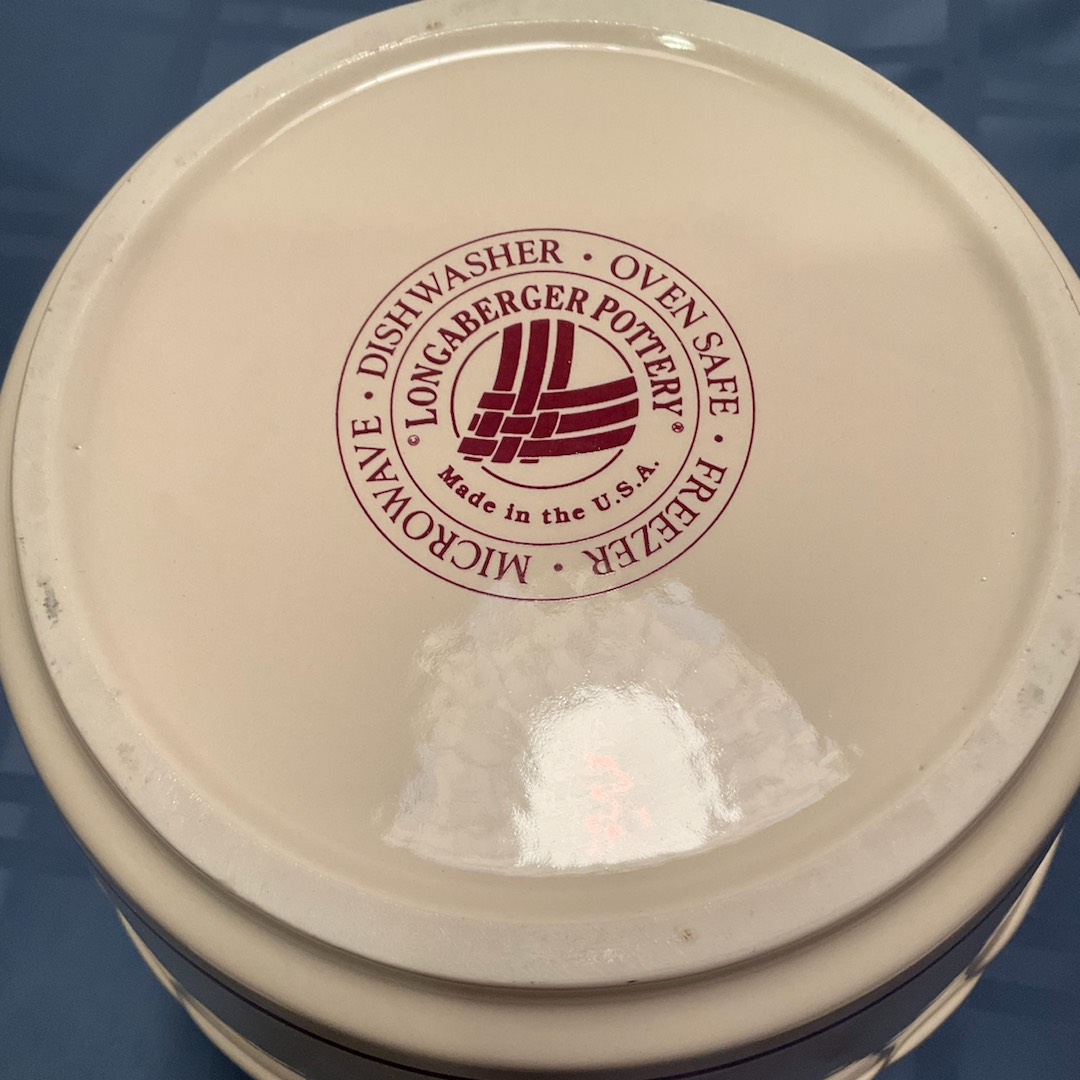 MICROWAVE · DISHWASHER · OVEN SAFE · FREEZER ·
© LONGABERGER POTTERY ®
Made in the U.S.A.